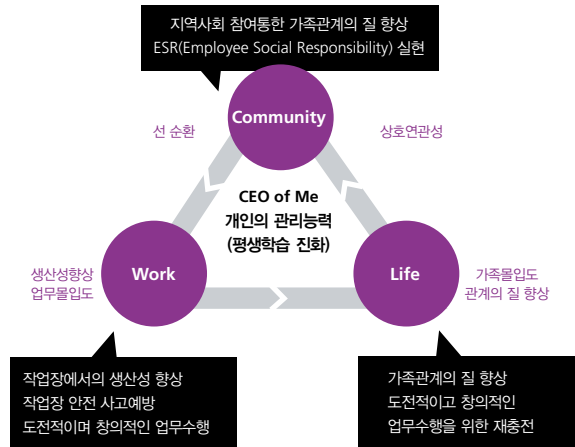 지역사회 참여통한 가족관계의 질 향상
ESR(Employee Social Responsibility) 실현
Community
선 순환
상호연관성
CEO of Me
개인의 관리능력
(평생학습 진화)
생산성향상
업무몰입도
Work
Life
가족몰입도
관계의 질 향상
작업장에서의 생산성 향상
작업장 안전 사고예방
도전적이며 창의적인 업무수행
가족관계의 질 향상
도전적이고 창의적인
업무수행을 위한 재충전